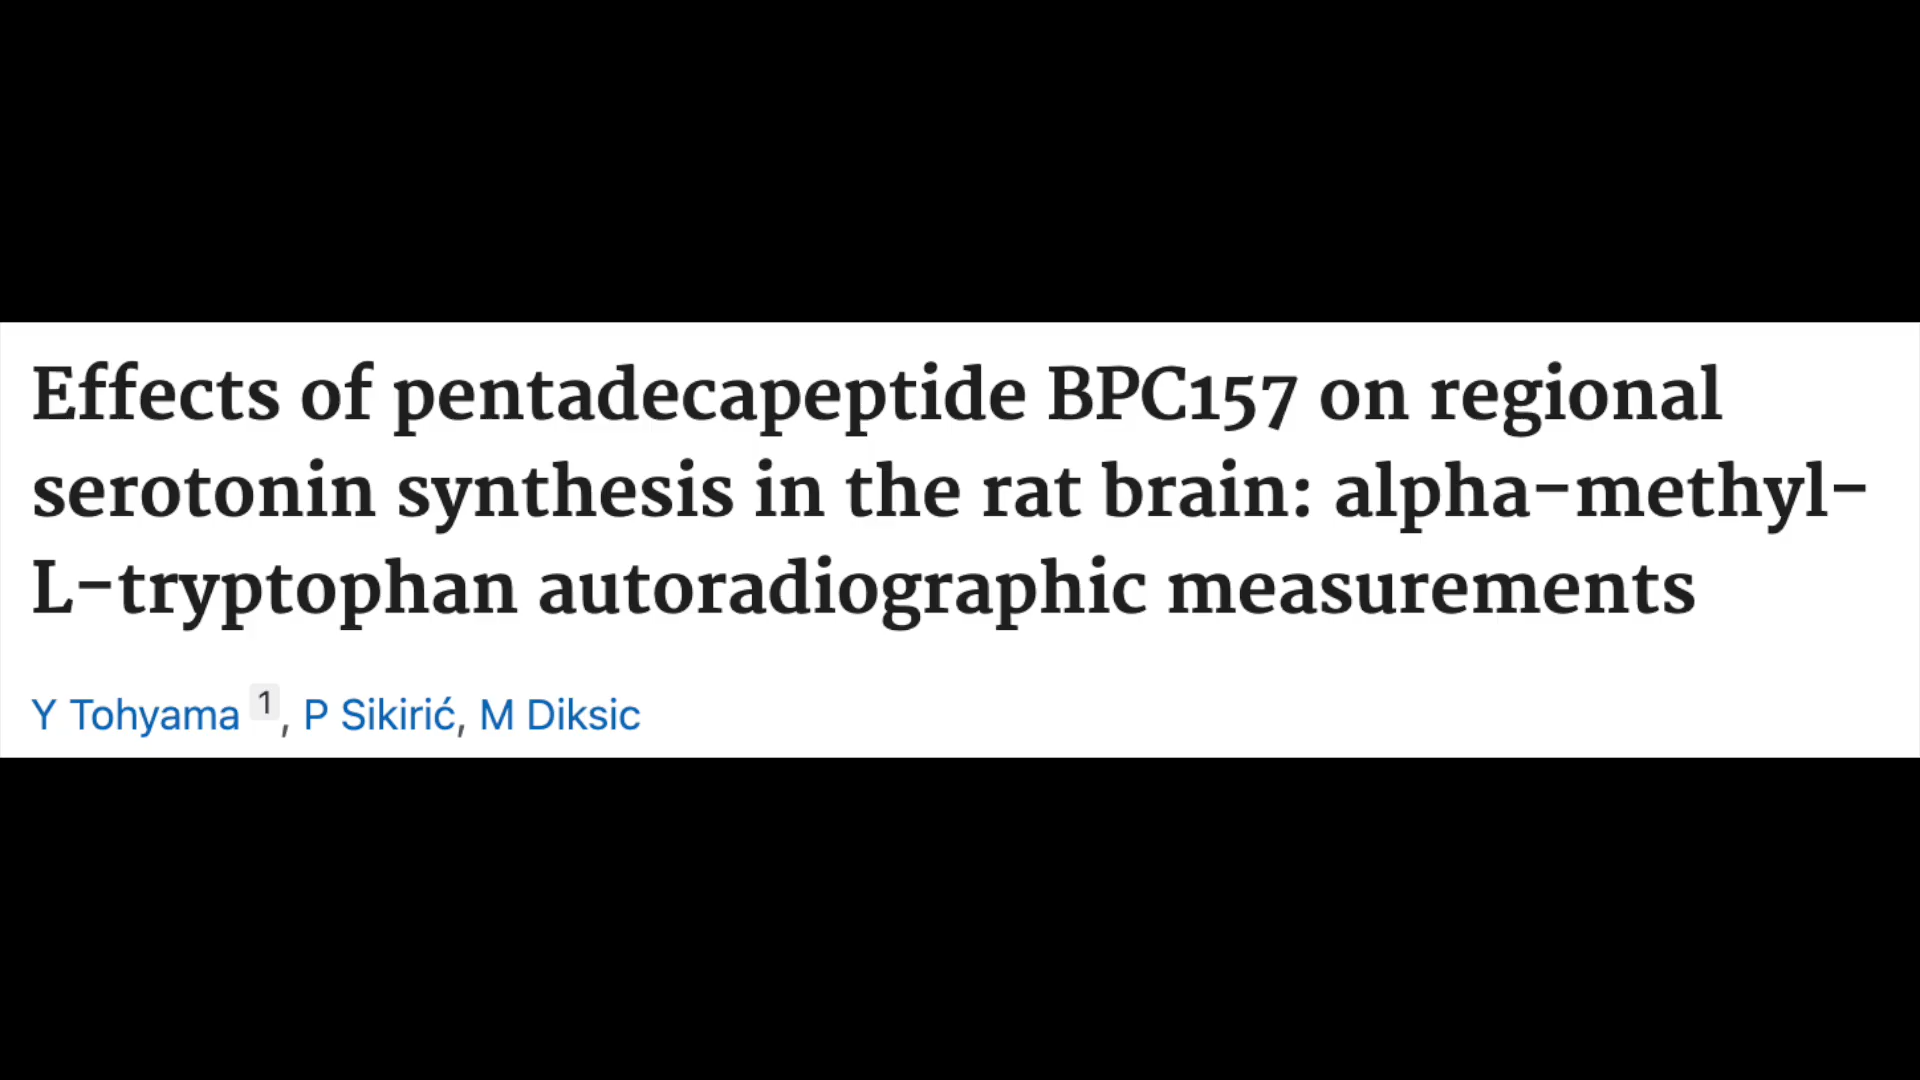 Effects of pentadecapeptide BPC157 on regional
serotonin synthesis in the rat brain: alpha-methyl-
L-tryptophan autoradiographic measurements
Y Tohyama 1, P Sikirić, M Diksic